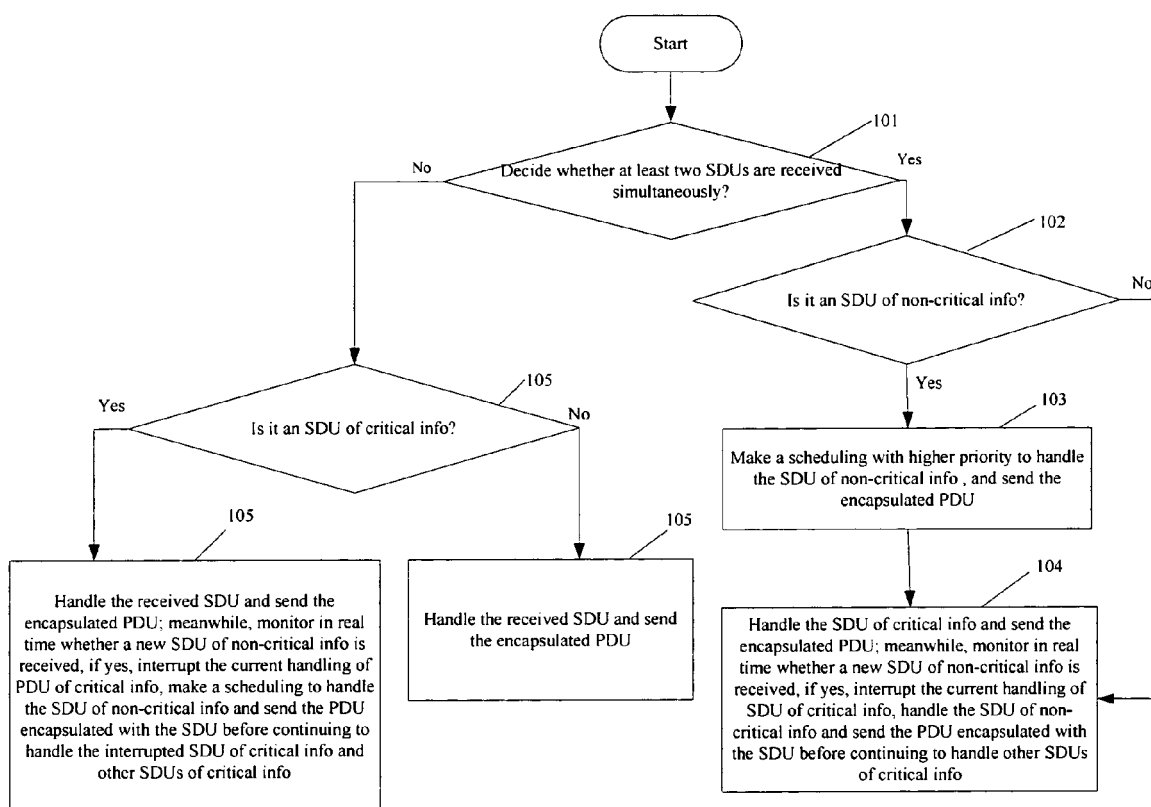 Start
101
No
Decide whether at least two SDUs are received
simultaneously?
Yes
102
Is it an SDU of non-critical info?
No
Yes
105
Yes
Is it an SDU of critical info?
No
103
Make a scheduling with higher priority to handle
the SDU of non-critical info , and send the
encapsulated PDU
105
Handle the received SDU and send the
encapsulated PDU; meanwhile, monitor in real
time whether a new SDU of non-critical info is
received, if yes, interrupt the current handling of
PDU of critical info, make a scheduling to handle
the SDU of non-critical info and send the PDU
encapsulated with the SDU before continuing to
handle the interrupted SDU of critical info and
other SDUs of critical info
105
Handle the received SDU and send
the encapsulated PDU
104
Handle the SDU of critical info and send the
encapsulated PDU; meanwhile, monitor in real
time whether a new SDU of non-critical info is
received, if yes, interrupt the current handling of
SDU of critical info, handle the SDU of non-
critical info and send the PDU encapsulated with
the SDU before continuing to handle other SDUs
of critical info